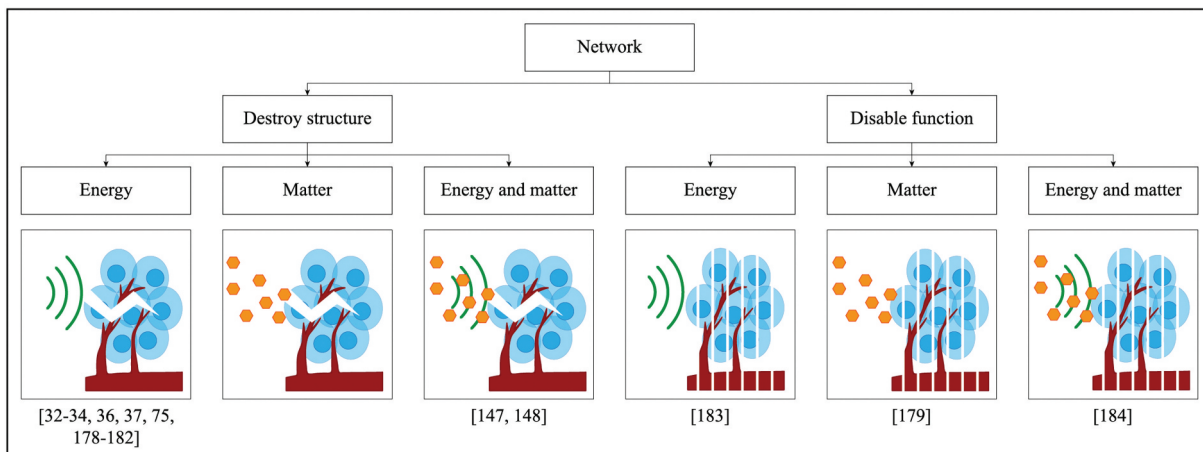 Network
Destroy structure
Disable function
Energy
Matter
Energy and matter
Energy
Matter
Energy and matter
[32-34, 36, 37, 75,
178-182]
[147, 148]
[183]
[179]
[184]